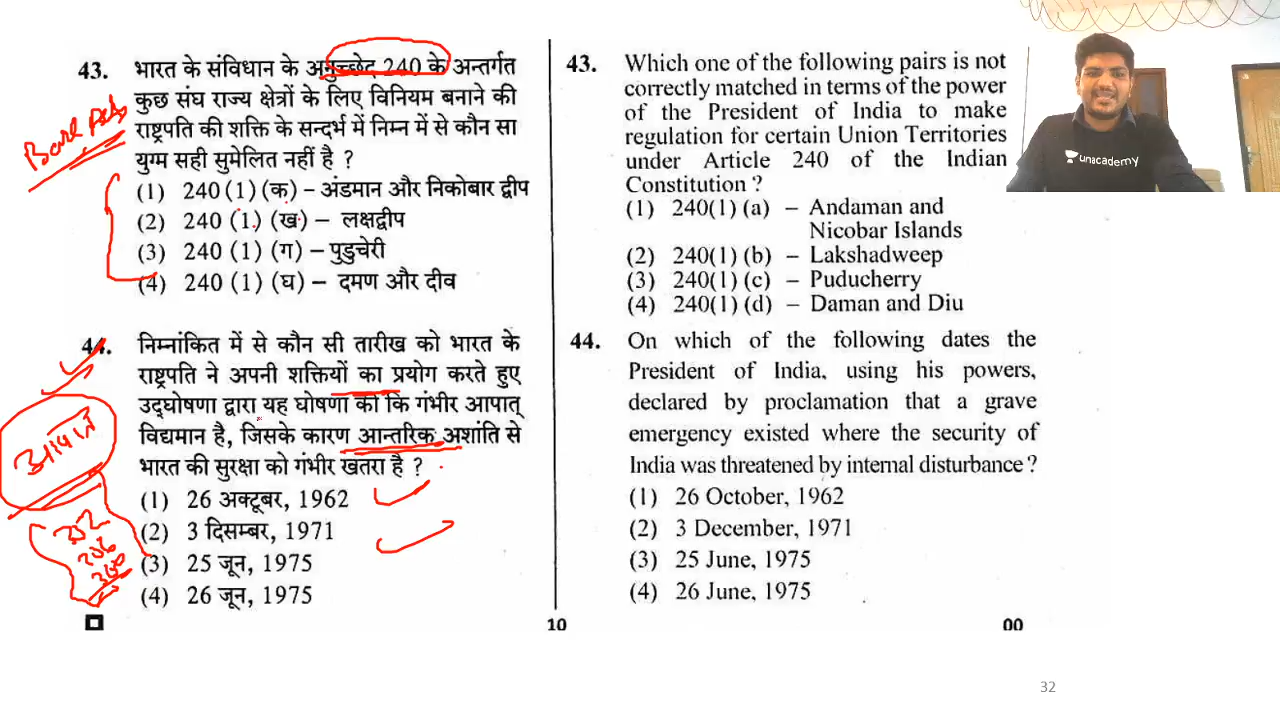 43. भारत के संविधान के अनुच्छेद 240 के अन्तर्गत
कुछ संघ राज्य क्षेत्रों के लिए विनियम बनाने की
राष्ट्रपति की शक्ति के सन्दर्भ में निम्न में से कौन सा
युग्म सही सुमेलित नहीं है ?
(1) 240 (1) (क) – अंडमान और निकोबार द्वीप
(2) 240 (1) (ख) – लक्षद्वीप
(3) 240 (1) (ग) – पुडुचेरी
(4) 240 (1) (घ) – दमण और दीव
44. निम्नांकित में से कौन सी तारीख को भारत के
राष्ट्रपति ने अपनी शक्तियों का प्रयोग करते हुए
उद्घोषणा द्वारा यह घोषणा की कि गंभीर आपात्
विद्यमान है, जिसके कारण आन्तरिक अशांति से
भारत की सुरक्षा को गंभीर खतरा है ?
(1) 26 अक्टूबर, 1962
(2) 3 दिसम्बर, 1971
(3) 25 जून, 1975
(4) 26 जून, 1975
352
360
43. Which one of the following pairs is not
correctly matched in terms of the power
of the President of India to make
regulation for certain Union Territories
under Article 240 of the Indian
Constitution ?
(1) 240(1) (a) – Andaman and
Nicobar Islands
(2) 240(1) (b) – Lakshadweep
(3) 240(1) (c) – Puducherry
(4) 240(1) (d) – Daman and Diu
44. On which of the following dates the
President of India, using his powers,
declared by proclamation that a grave
emergency existed where the security of
India was threatened by internal disturbance ?
(1) 26 October, 1962
(2) 3 December, 1971
(3) 25 June, 1975
(4) 26 June, 1975
10
00
unacademy
32